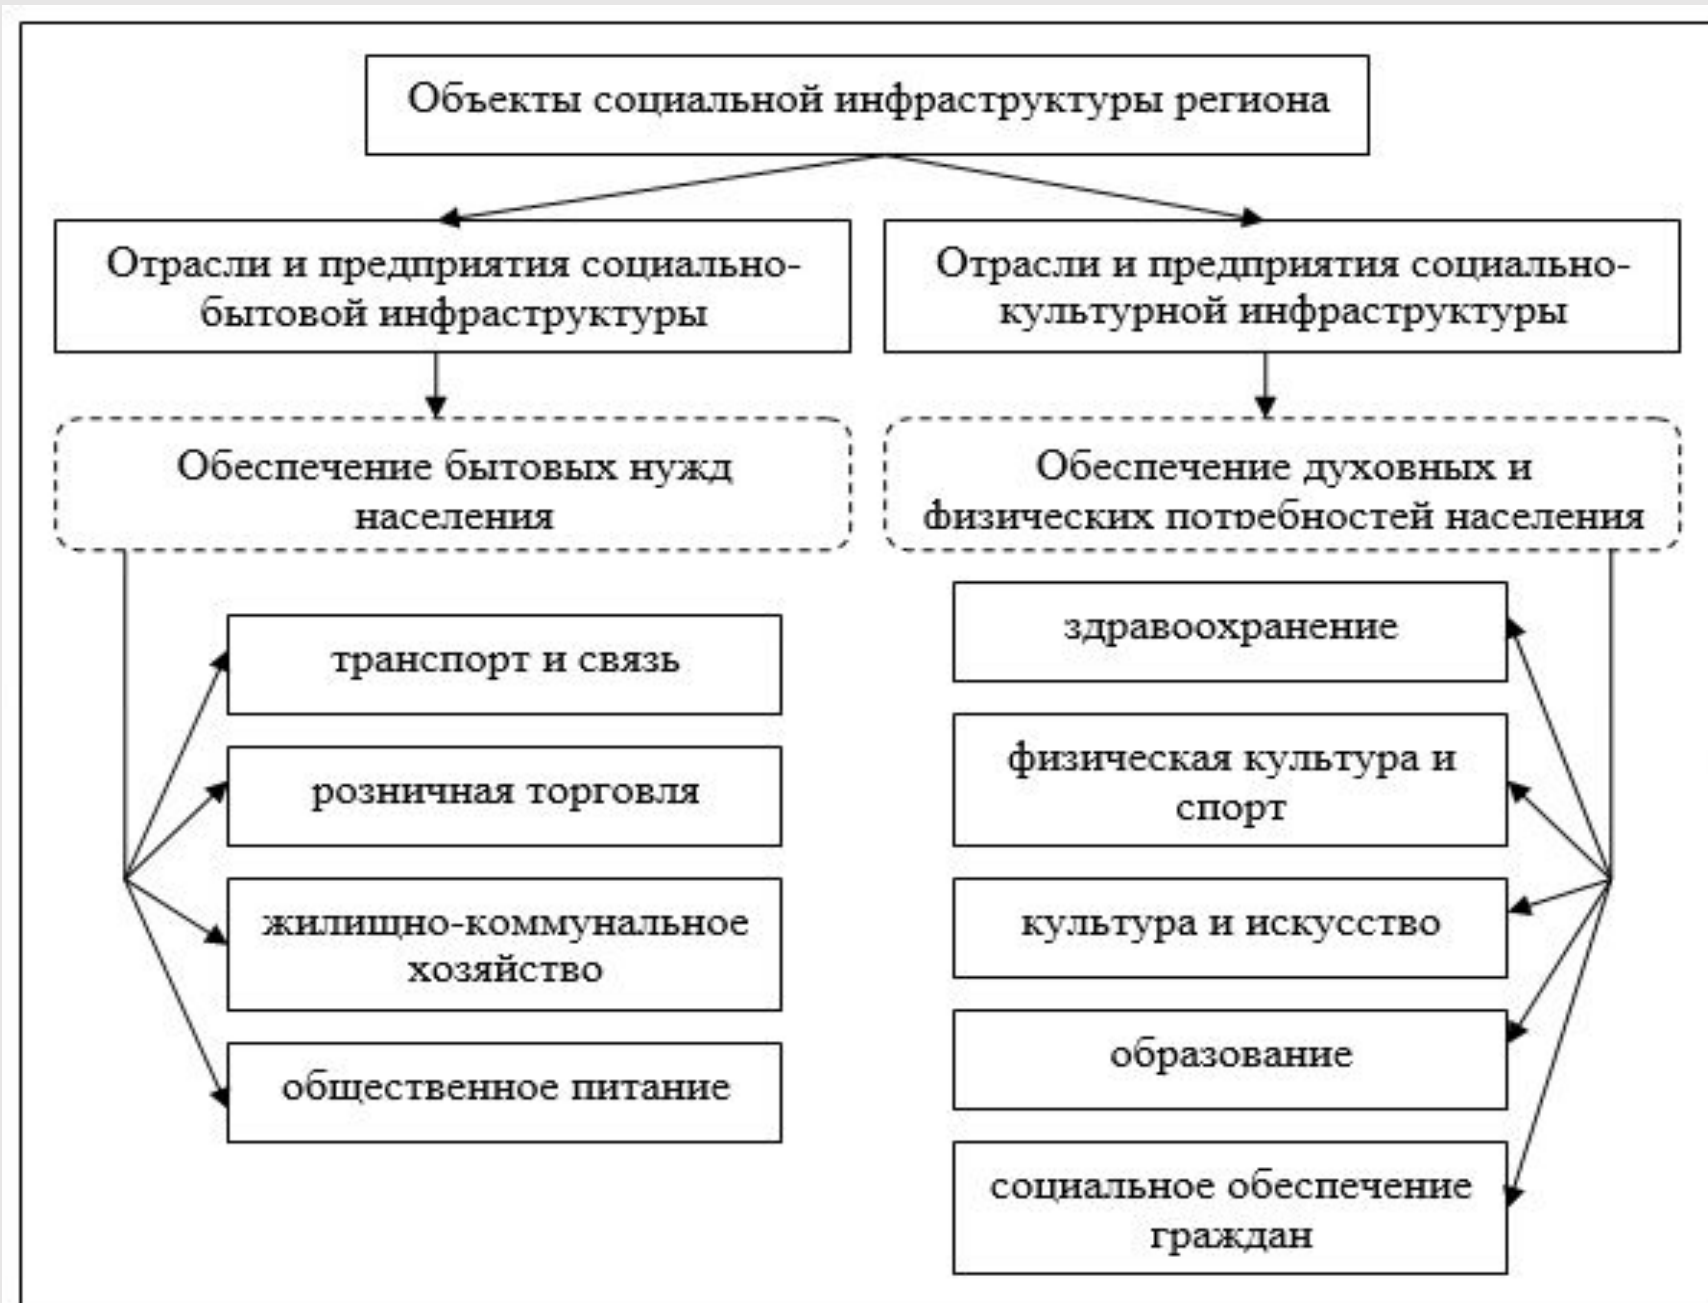 Объекты социальной инфраструктуры региона
Отрасли и предприятия социально-
бытовой инфраструктуры
Отрасли и предприятия социально-
культурной инфраструктуры
Обеспечение бытовых нужд
населения
Обеспечение духовных и
физических потребностей населения
транспорт и связь
розничная торговля
жилищно-коммунальное
хозяйство
общественное питание
здравоохранение
физическая культура и
спорт
культура и искусство
образование
социальное обеспечение
граждан